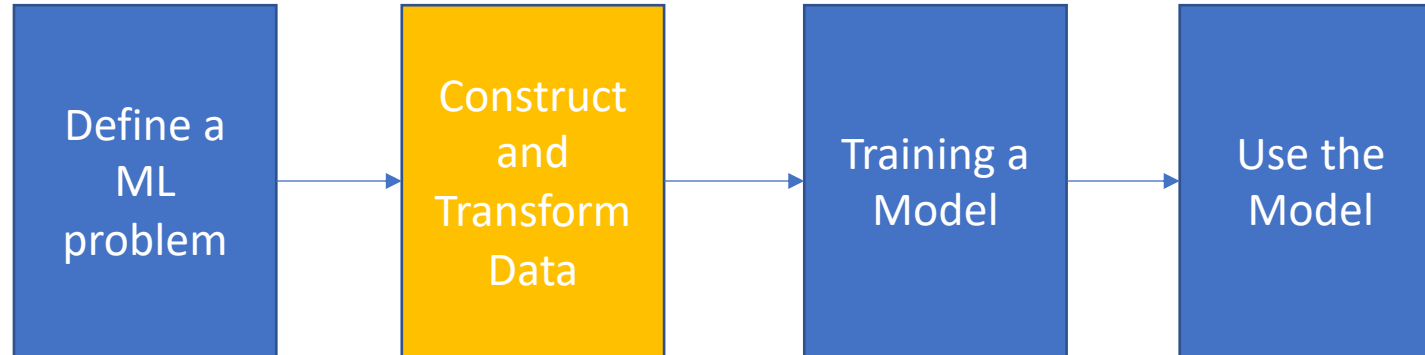 Define a
ML
problem
Construct
and
Transform
Data
Training a
Model
Use the
Model